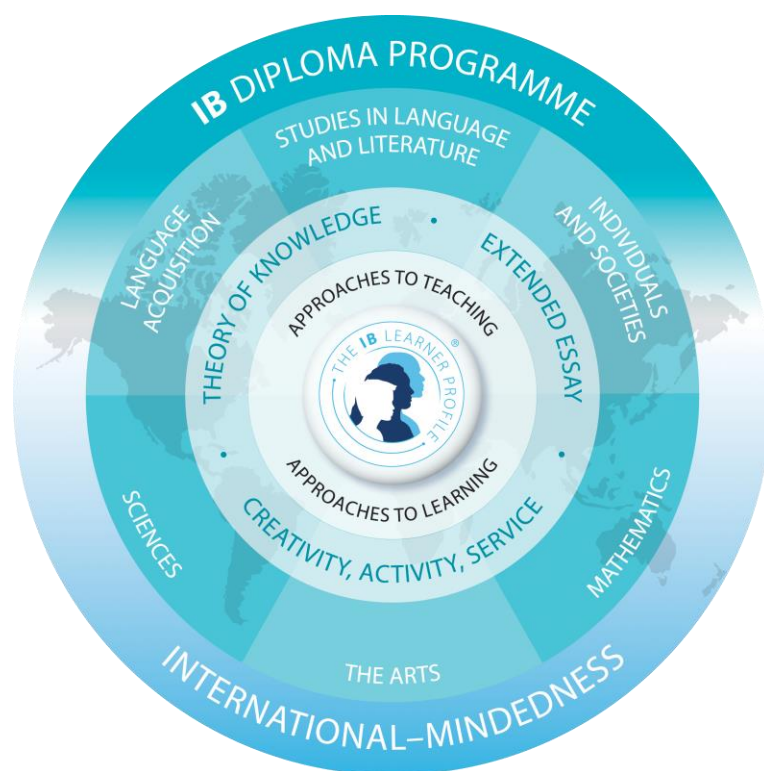 IB DIPLOMA PROGRAMME
STUDIES IN LANGUAGE
AND LITERATURE
LANGUAGE
ACQUISITION
INDIVIDUALS
AND SOCIETIES
THEORY OF KNOWLEDGE
•
EXTENDED ESSAY
APPROACHES TO TEACHING
THE IB LEARNER PROFILE ®
APPROACHES TO LEARNING
•
•
CREATIVITY, ACTIVITY, SERVICE
SCIENCES
MATHEMATICS
THE ARTS
INTERNATIONAL–MINDEDNESS